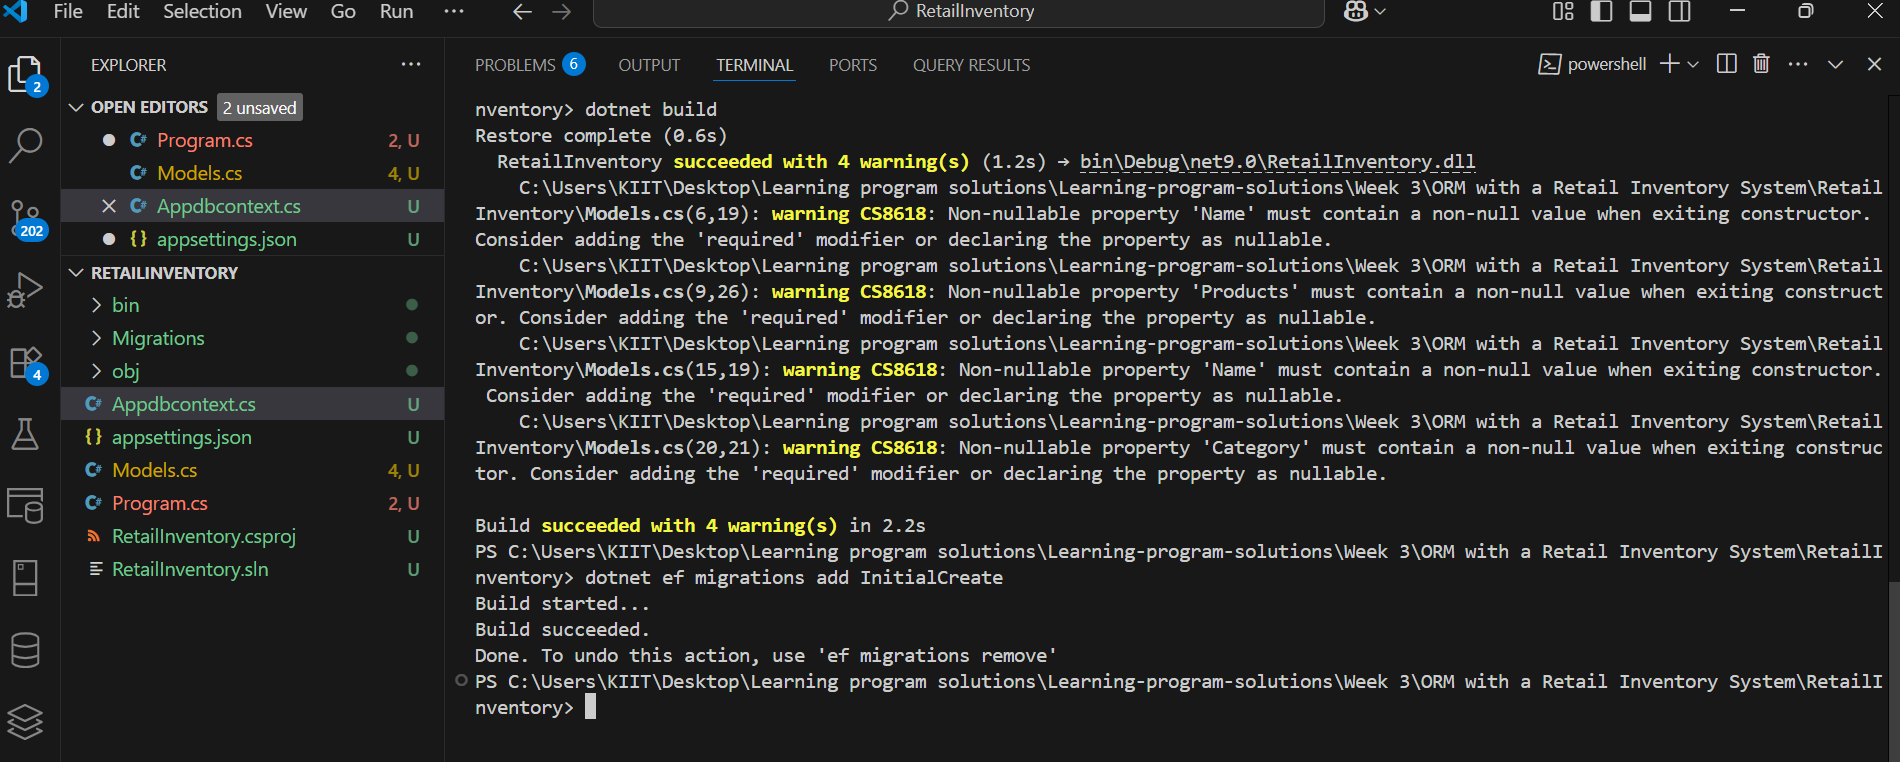 File Edit Selection View Go Run ··· RetailInventory
EXPLORER ···
2
OPEN EDITORS 2 unsaved
C# Program.cs 2, U
C# Models.cs 4, U
C# Appdbcontext.cs U
{} appsettings.json U
202
RETAILINVENTORY
bin
Migrations
obj
4
C# Appdbcontext.cs U
{} appsettings.json U
C# Models.cs 4, U
C# Program.cs 2, U
RetailInventory.csproj U
RetailInventory.sln U
PROBLEMS 6 OUTPUT TERMINAL PORTS QUERY RESULTS powershell ···
nventory> dotnet build
Restore complete (0.6s)
RetailInventory succeeded with 4 warning(s) (1.2s) → bin\Debug\net9.0\RetailInventory.dll
C:\Users\KIIT\Desktop\Learning program solutions\Learning-program-solutions\Week 3\ORM with a Retail Inventory System\Retail
Inventory\Models.cs(6,19): warning CS8618: Non-nullable property 'Name' must contain a non-null value when exiting constructor.
Consider adding the 'required' modifier or declaring the property as nullable.
C:\Users\KIIT\Desktop\Learning program solutions\Learning-program-solutions\Week 3\ORM with a Retail Inventory System\Retail
Inventory\Models.cs(9,26): warning CS8618: Non-nullable property 'Products' must contain a non-null value when exiting construct
or. Consider adding the 'required' modifier or declaring the property as nullable.
C:\Users\KIIT\Desktop\Learning program solutions\Learning-program-solutions\Week 3\ORM with a Retail Inventory System\Retail
Inventory\Models.cs(15,19): warning CS8618: Non-nullable property 'Name' must contain a non-null value when exiting constructor.
Consider adding the 'required' modifier or declaring the property as nullable.
C:\Users\KIIT\Desktop\Learning program solutions\Learning-program-solutions\Week 3\ORM with a Retail Inventory System\Retail
Inventory\Models.cs(20,21): warning CS8618: Non-nullable property 'Category' must contain a non-null value when exiting construc
tor. Consider adding the 'required' modifier or declaring the property as nullable.
Build succeeded with 4 warning(s) in 2.2s
PS C:\Users\KIIT\Desktop\Learning program solutions\Learning-program-solutions\Week 3\ORM with a Retail Inventory System\RetailI
nventory> dotnet ef migrations add InitialCreate
Build started...
Build succeeded.
Done. To undo this action, use 'ef migrations remove'
PS C:\Users\KIIT\Desktop\Learning program solutions\Learning-program-solutions\Week 3\ORM with a Retail Inventory System\RetailI
nventory>